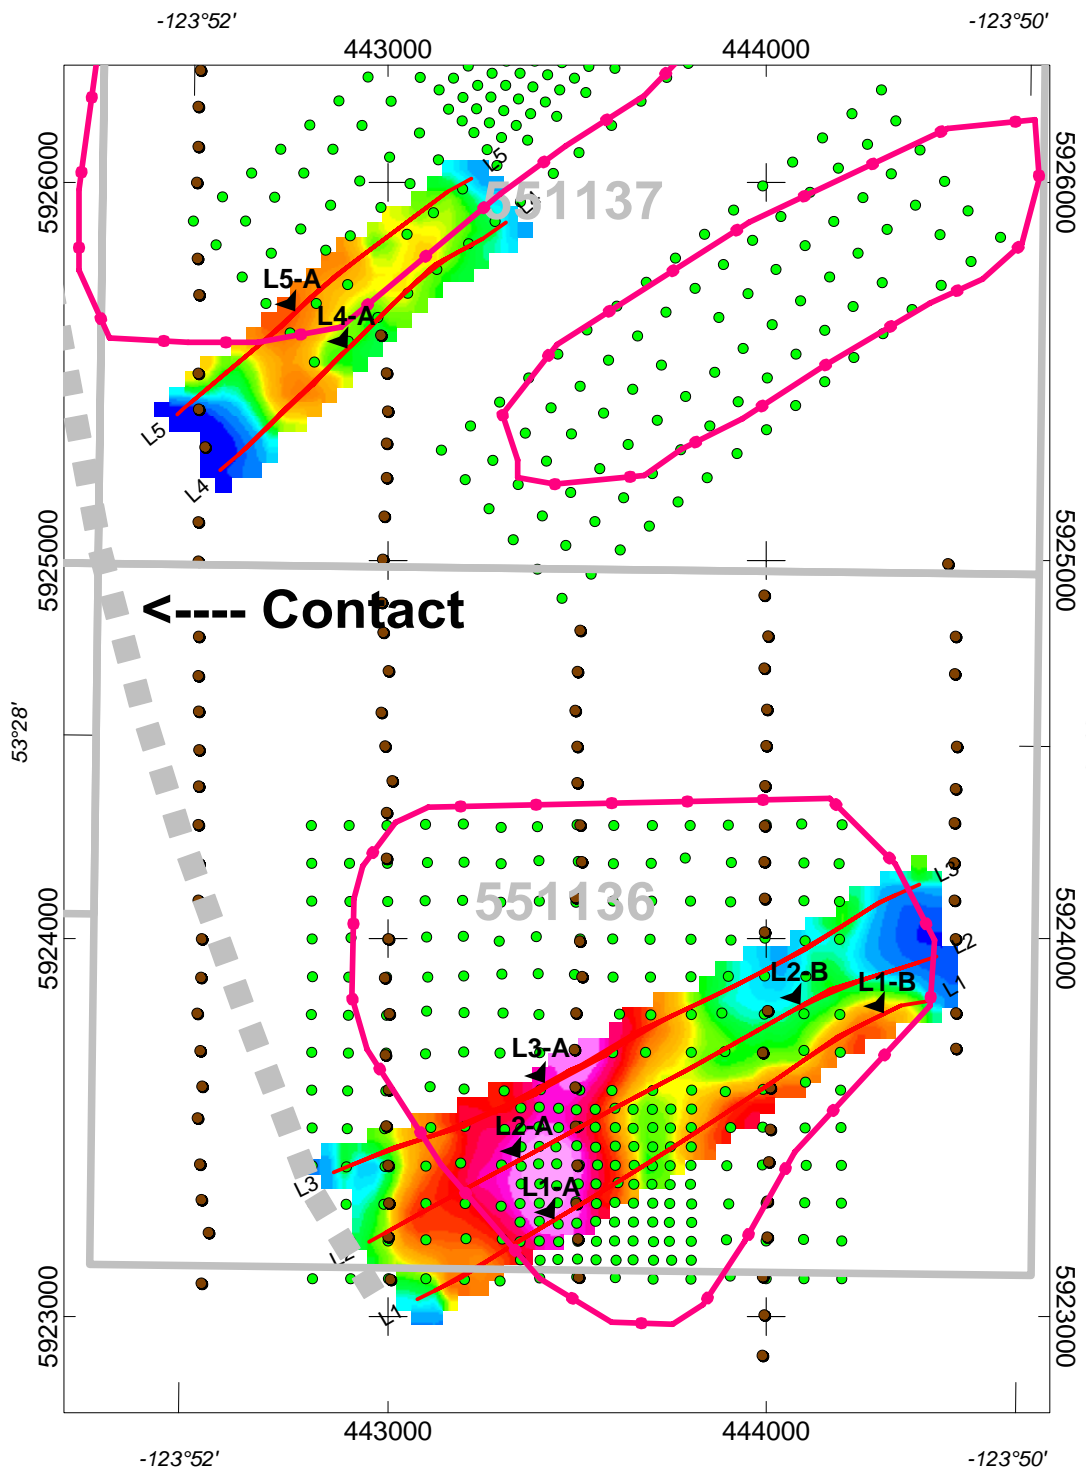 -123°52' -123°50'
443000 444000
5926000 5926000
L5
L4
551137
L5-A
L4-A
L5
L4
5925000 5925000
<---- Contact
53°28'
551136
L3
5924000 5924000
L2
L2-B
L1-B
L1
L3-A
L2-A
L1-A
L3
L2
L1
5923000 5923000
443000 444000
-123°52' -123°50'